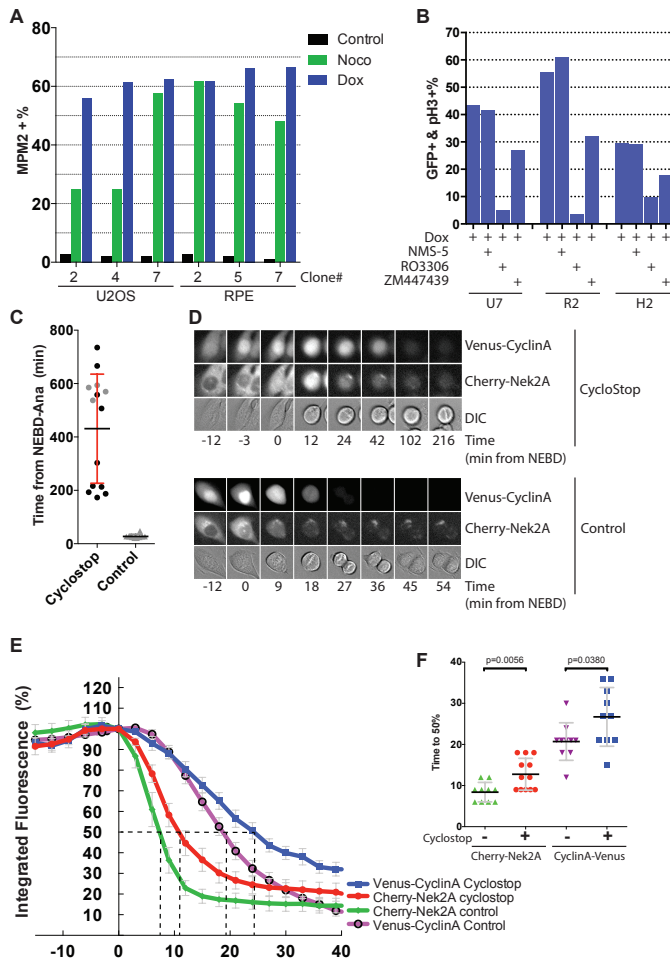 A
Control
Noco
Dox
80
60
40
20
0
MPM2 + %
2 4 7 2 5 7 Clone#
U2OS RPE
B
80
70
60
50
40
30
20
10
0
GFP+ & pH3+%
+ + + + + + + + + + + + Dox
+ + + NMS-5
+ + + RO3306
+ + + ZM447439
U7 R2 H2
C
800
600
400
200
0
Time from NEBD-Ana (min)
Cyclostop Control
D
Venus-CyclinA
Cherry-Nek2A
DIC
-12 -3 0 12 24 42 102 216 Time
(min from NEBD)
CycloStop
Venus-CyclinA
Cherry-Nek2A
DIC
-12 0 9 18 27 36 45 54 Time
(min from NEBD)
Control
E
120
110
100
90
80
70
60
50
40
30
20
10
Integrated Fluorescence (%)
-10 0 10 20 30 40
Venus-CyclinA Cyclostop
Cherry-Nek2A cyclostop
Cherry-Nek2A control
Venus-CyclinA Control
F
p=0.0056 p=0.0380
40
30
20
10
0
Time to 50%
Cyclostop - + - +
Cherry-Nek2A CyclinA-Venus